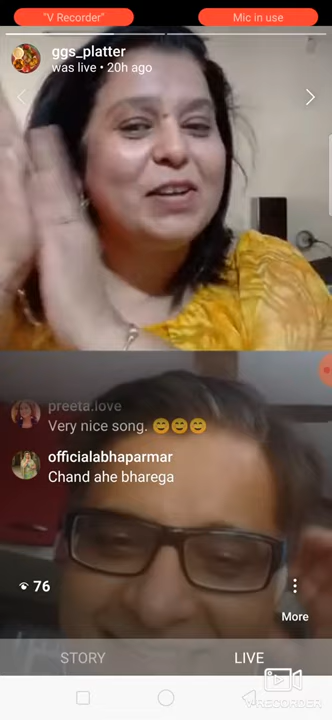 "V Recorder"
Mic in use
ggs_platter
was live • 20h ago
preeta.love
Very nice song. 😄😄😄
officialabhaparmar
Chand ahe bharega
76
More
STORY
LIVE
RECORDER